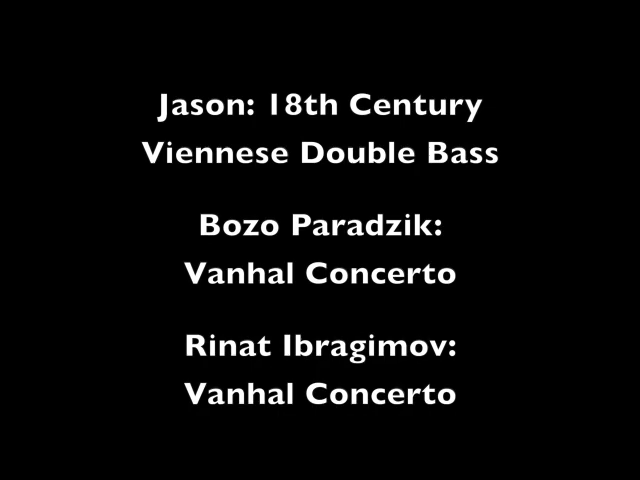 Jason: 18th Century
Viennese Double Bass
Bozo Paradzik:
Vanhal Concerto
Rinat Ibragimov:
Vanhal Concerto